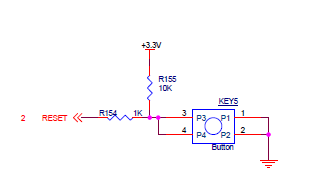 +3.3V
R155
10K
KEY5
2 RESET R154 1K 3 P3 P1 1
4 P4 P2 2
Button